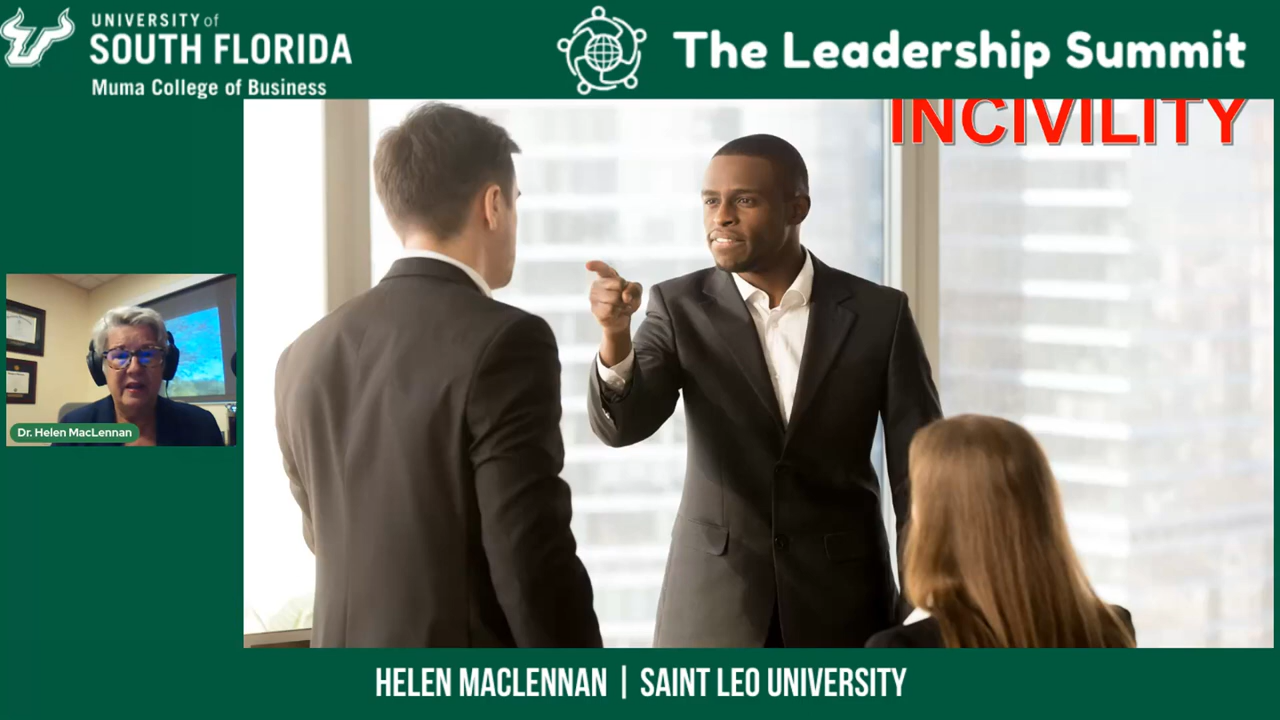 UNIVERSITY of
SOUTH FLORIDA
Muma College of Business
The Leadership Summit
INCIVILITY
Dr. Helen MacLennan
HELEN MACLENNAN | SAINT LEO UNIVERSITY